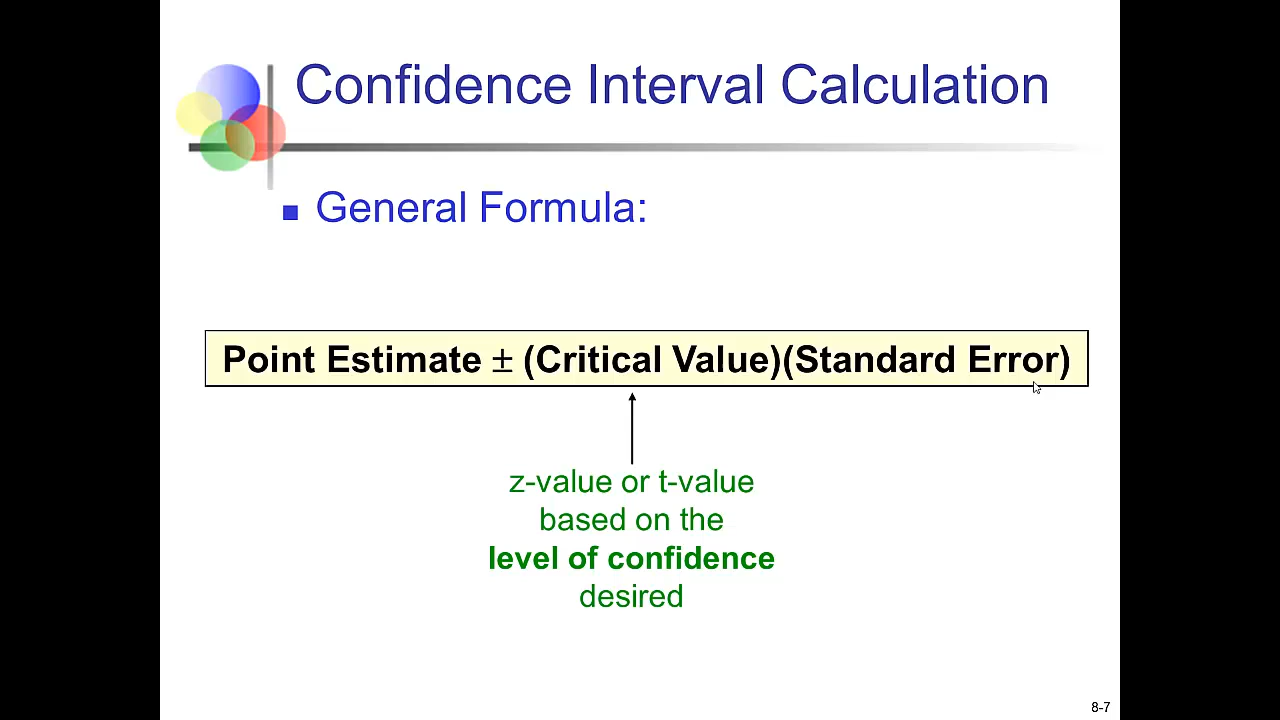 Confidence Interval Calculation
General Formula:
Point Estimate ± (Critical Value)(Standard Error)
z-value or t-value
based on the
level of confidence
desired
8-7